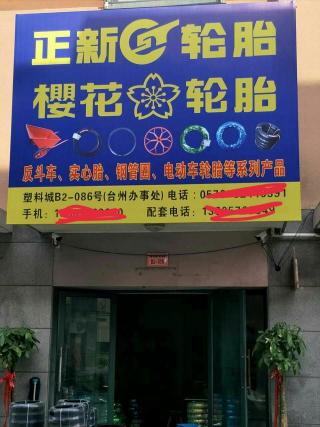 正新 轮胎
樱花 轮胎
反斗车、实心胎、钢管圈、电动车轮胎等系列产品
塑料城B2-086号(台州办事处)电话:
手机: 配套电话: